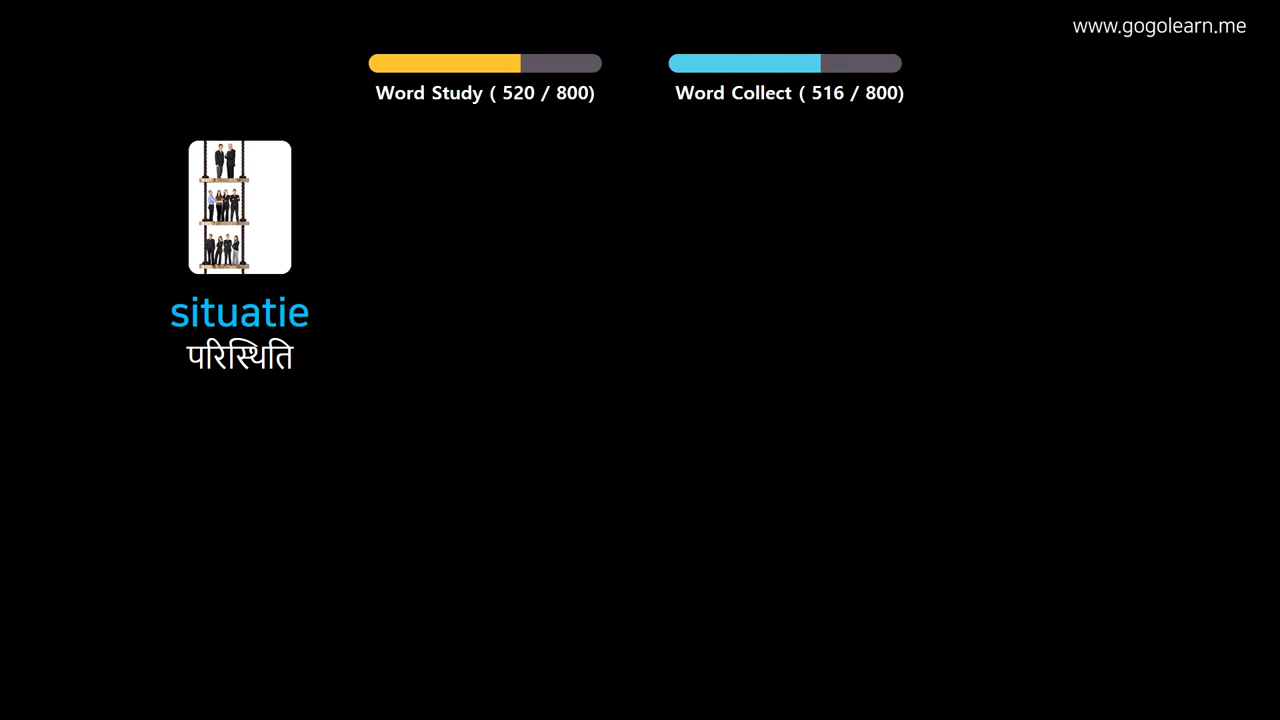 www.gogolearn.me
Word Study ( 520 / 800)
Word Collect ( 516 / 800)
situatie
परिस्थिति